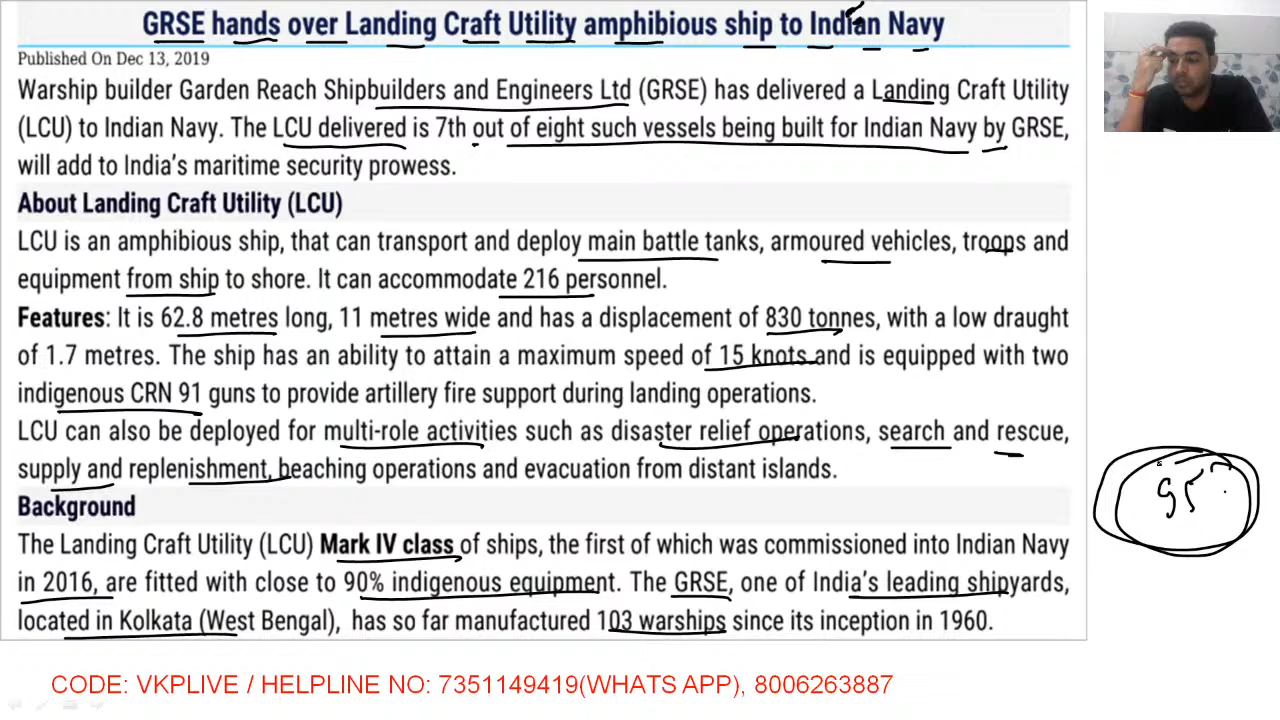 GRSE hands over Landing Craft Utility amphibious ship to Indian Navy
Published On Dec 13, 2019
Warship builder Garden Reach Shipbuilders and Engineers Ltd (GRSE) has delivered a Landing Craft Utility
(LCU) to Indian Navy. The LCU delivered is 7th out of eight such vessels being built for Indian Navy by GRSE,
will add to India's maritime security prowess.
About Landing Craft Utility (LCU)
LCU is an amphibious ship, that can transport and deploy main battle tanks, armoured vehicles, troops and
equipment from ship to shore. It can accommodate 216 personnel.
Features: It is 62.8 metres long, 11 metres wide and has a displacement of 830 tonnes, with a low draught
of 1.7 metres. The ship has an ability to attain a maximum speed of 15 knots and is equipped with two
indigenous CRN 91 guns to provide artillery fire support during landing operations.
LCU can also be deployed for multi-role activities such as disaster relief operations, search and rescue,
supply and replenishment, beaching operations and evacuation from distant islands.
Background
The Landing Craft Utility (LCU) Mark IV class of ships, the first of which was commissioned into Indian Navy
in 2016, are fitted with close to 90% indigenous equipment. The GRSE, one of India's leading shipyards,
located in Kolkata (West Bengal), has so far manufactured 103 warships since its inception in 1960.
CODE: VKPLIVE / HELPLINE NO: 7351149419(WHATS APP), 8006263887